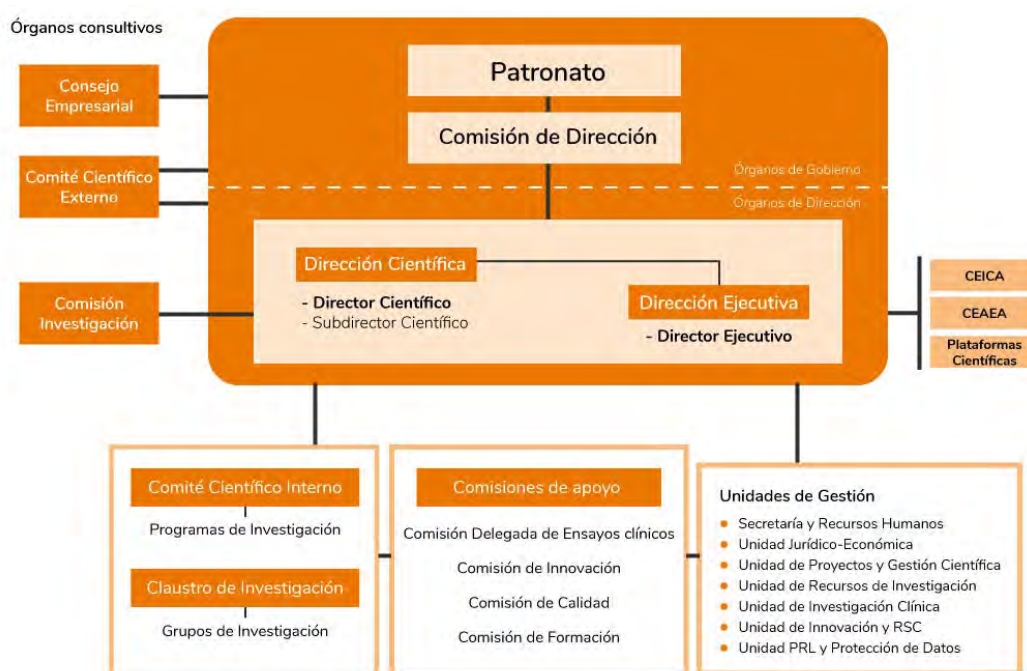 Órganos consultivos
Consejo
Empresarial
Comité Científico
Externo
Comisión
Investigación
Patronato
Comisión de Dirección
Órganos de Gobierno
Órganos de Dirección
Dirección Científica
- Director Científico
- Subdirector Científico
Dirección Ejecutiva
- Director Ejecutivo
CEICA
CEAEA
Plataformas
Científicas
Comité Científico Interno
Programas de Investigación
Claustro de Investigación
Grupos de Investigación
Comisiones de apoyo
Comisión Delegada de Ensayos clínicos
Comisión de Innovación
Comisión de Calidad
Comisión de Formación
Unidades de Gestión
Secretaría y Recursos Humanos
Unidad Jurídico-Económica
Unidad de Proyectos y Gestión Científica
Unidad de Recursos de Investigación
Unidad de Investigación Clínica
Unidad de Innovación y RSC
Unidad PRL y Protección de Datos